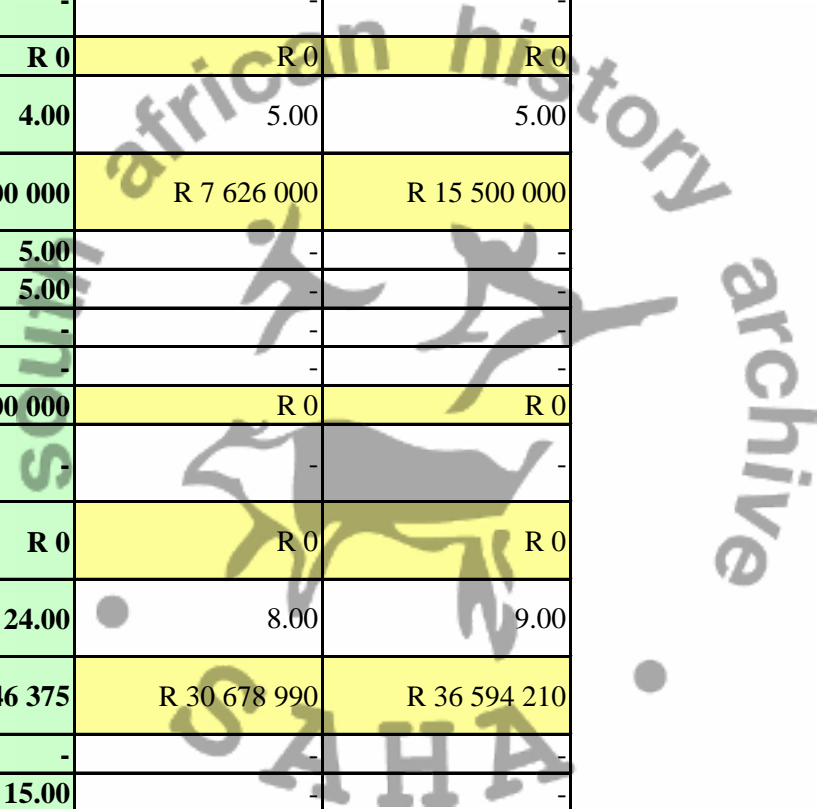 - - -
R 0 R 0 R 0
4.00 5.00 5.00
00 000 R 7 626 000 R 15 500 000
5.00 - -
5.00 - -
- - -
- - -
00 000 R 0 R 0
- - -
R 0 R 0 R 0
24.00 8.00 9.00
46 375 R 30 678 990 R 36 594 210
- - -
15.00 - -
south african history archive
• SAHA •